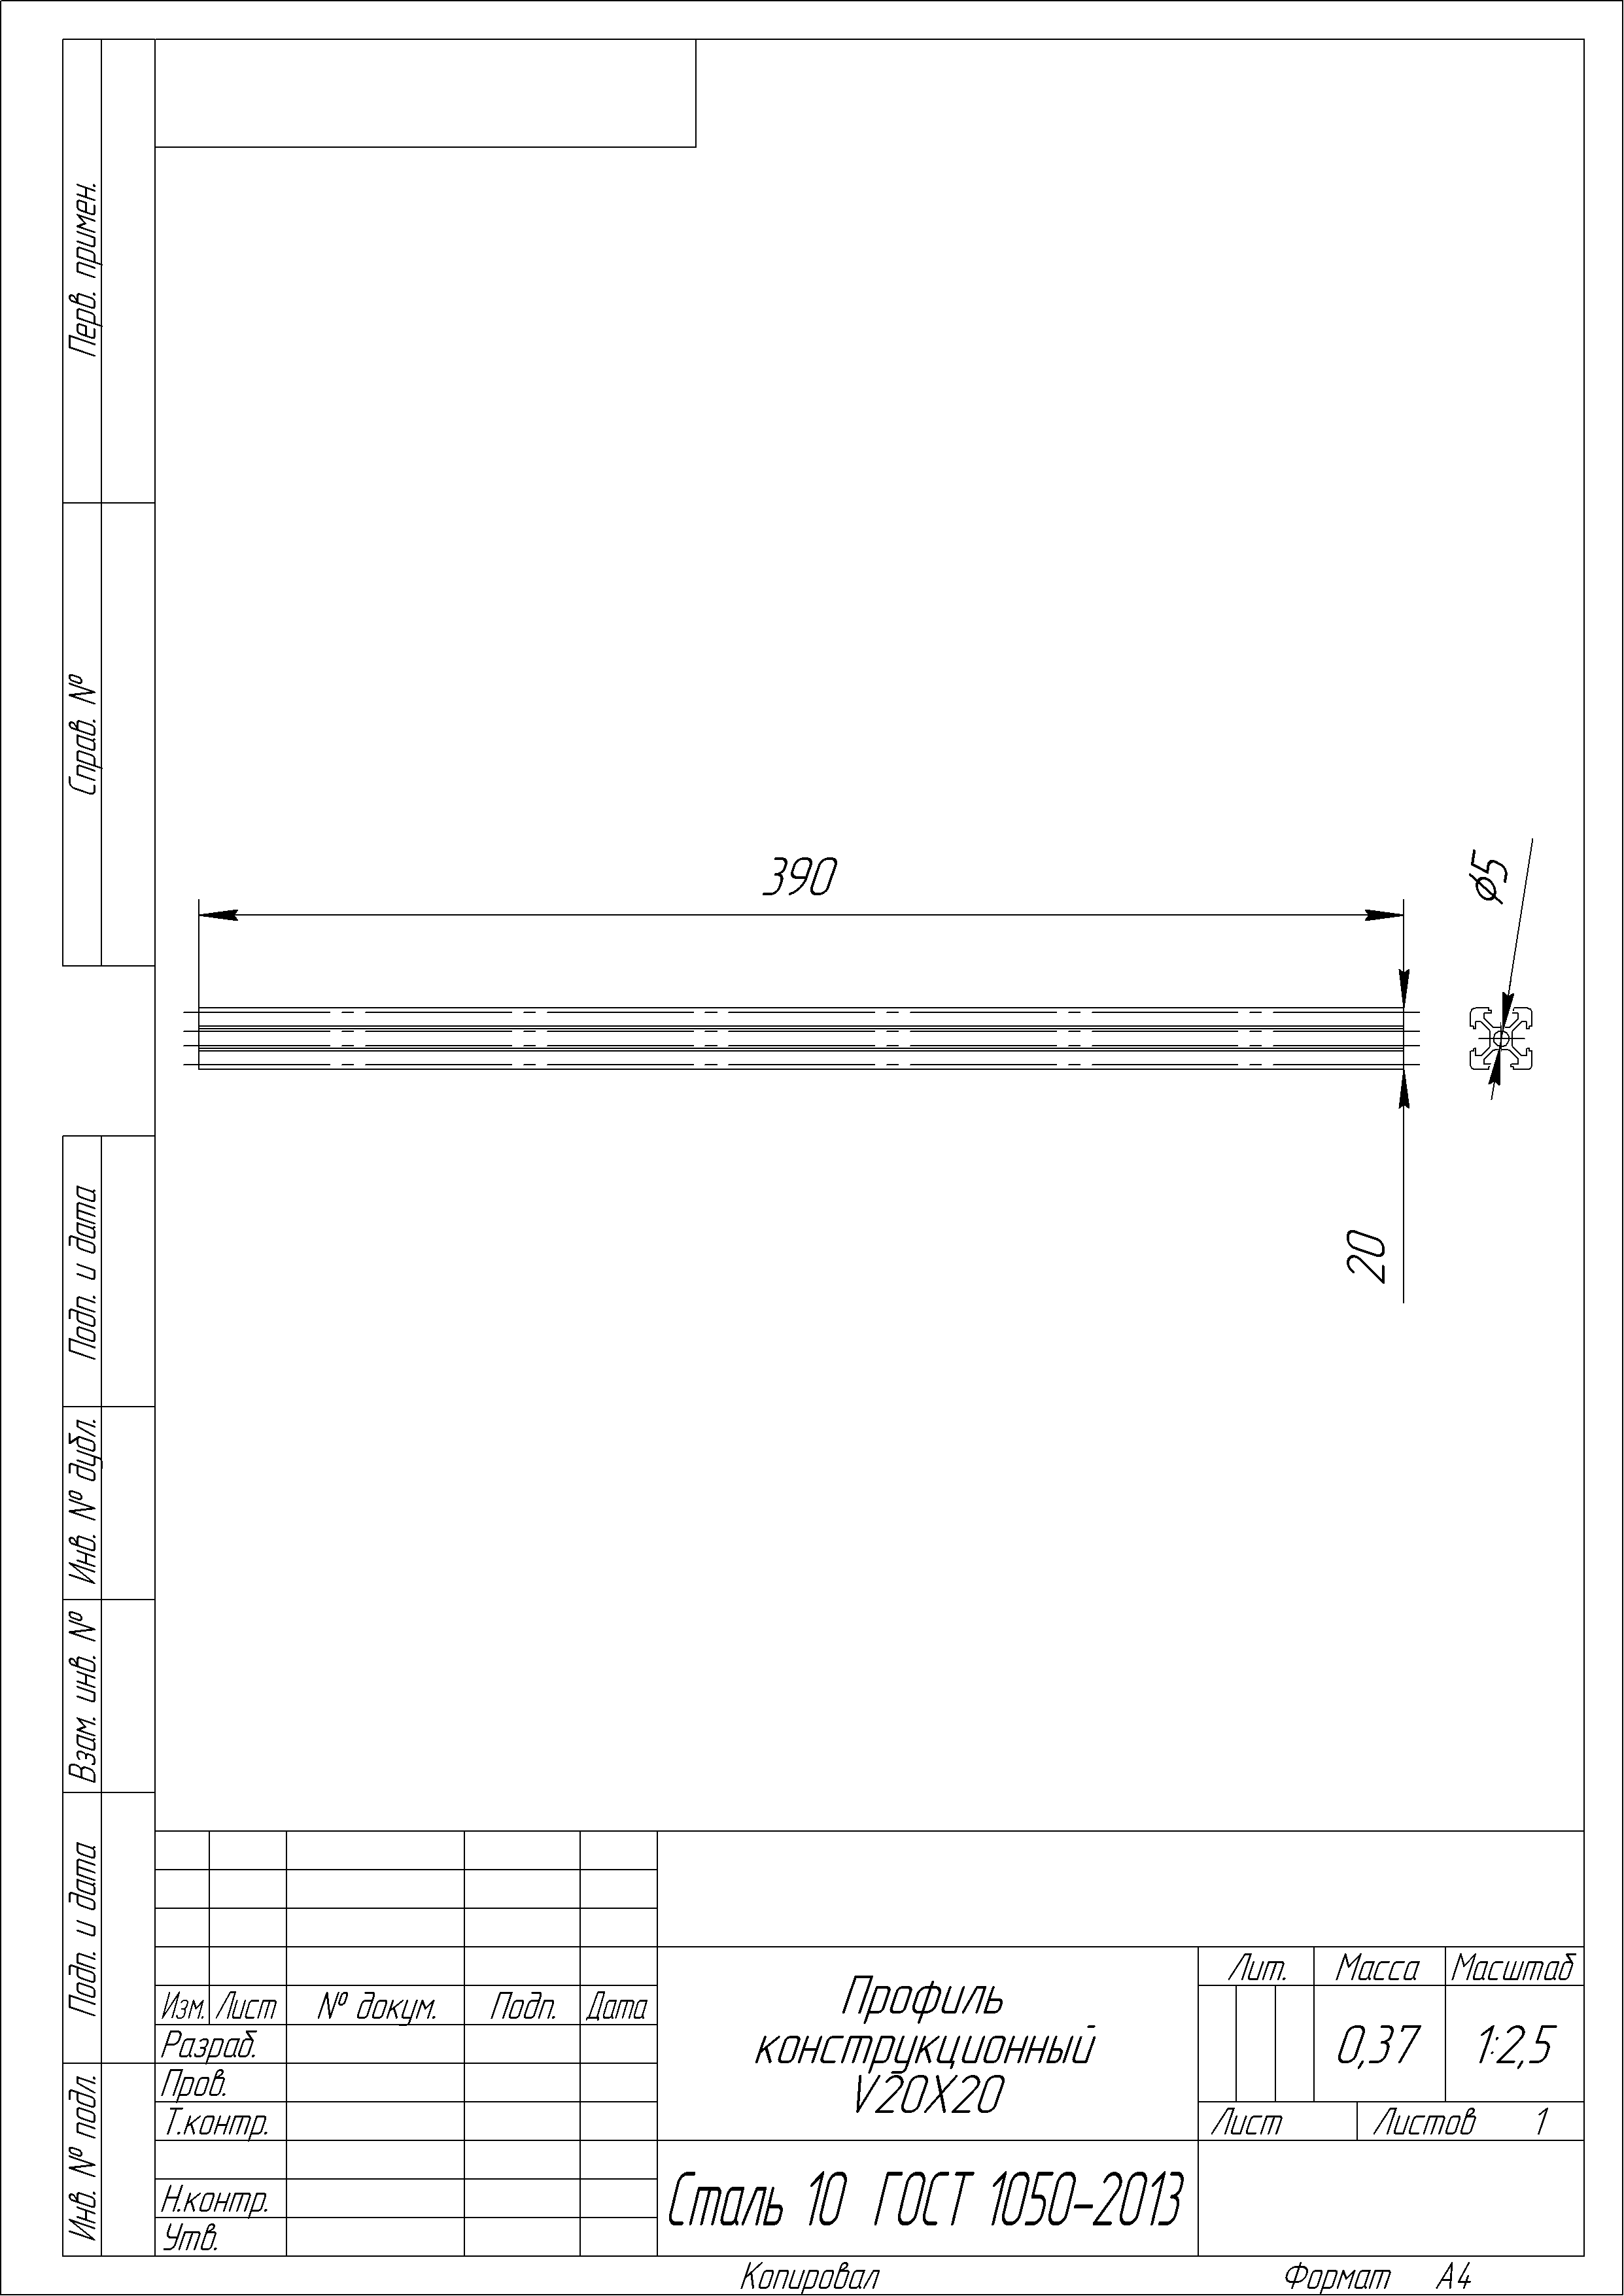 Перв. примен.
Справ. №
390
⌀5
20
Подп. и дата
Инв. № дубл.
Взам. инв. №
Подп. и дата
Инв. № подл.
Изм. Лист № докум. Подп. Дата
Разраб.
Пров.
Т.контр.
Н.контр.
Утв.
Профиль
конструкционный
V20X20
Лит. Масса Масштаб
0,37 1:2,5
Лист Листов 1
Сталь 10 ГОСТ 1050-2013
Копировал Формат А4